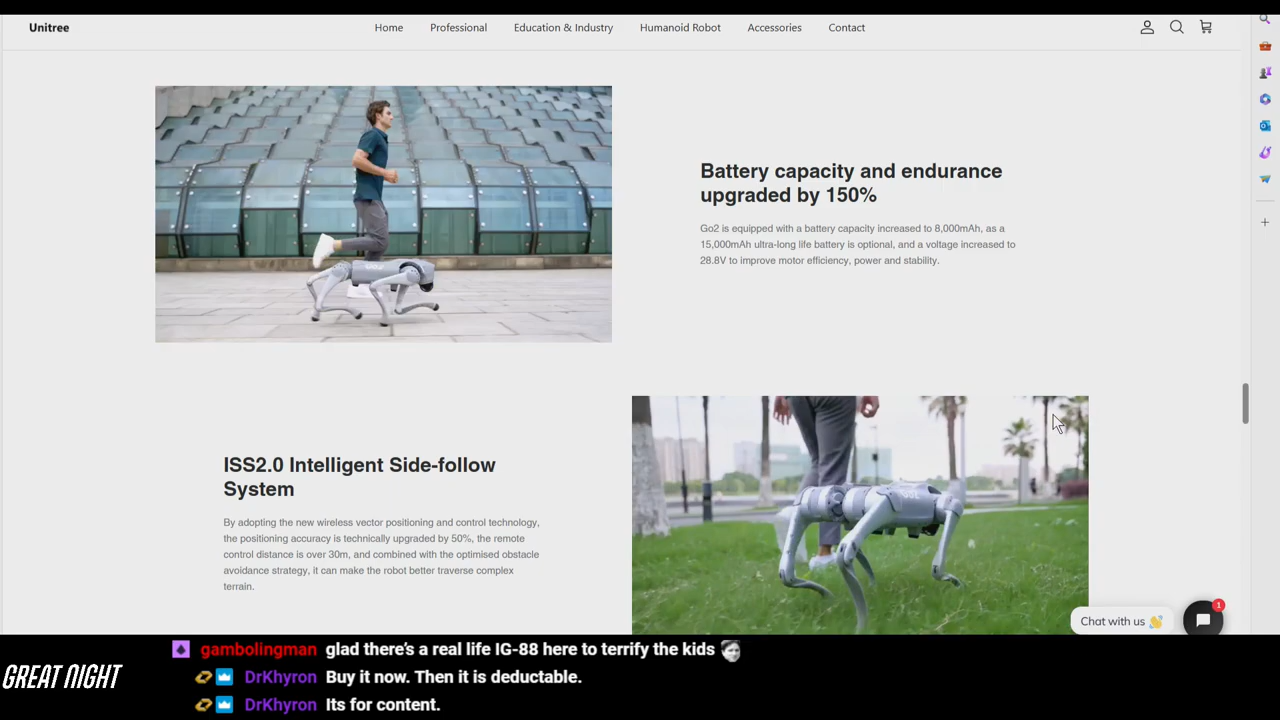 Unitree
Home Professional Education & Industry Humanoid Robot Accessories Contact
Battery capacity and endurance
upgraded by 150%
Go2 is equipped with a battery capacity increased to 8,000mAh, as a
15,000mAh ultra-long life battery is optional, and a voltage increased to
28.8V to improve motor efficiency, power and stability.
ISS2.0 Intelligent Side-follow
System
By adopting the new wireless vector positioning and control technology,
the positioning accuracy is technically upgraded by 50%, the remote
control distance is over 30m, and combined with the optimised obstacle
avoidance strategy, it can make the robot better traverse complex
terrain.
Chat with us 👋
1
GREAT NIGHT
gambolingman glad there's a real life IG-88 here to terrify the kids
DrKhyron Buy it now. Then it is deductable.
DrKhyron Its for content.